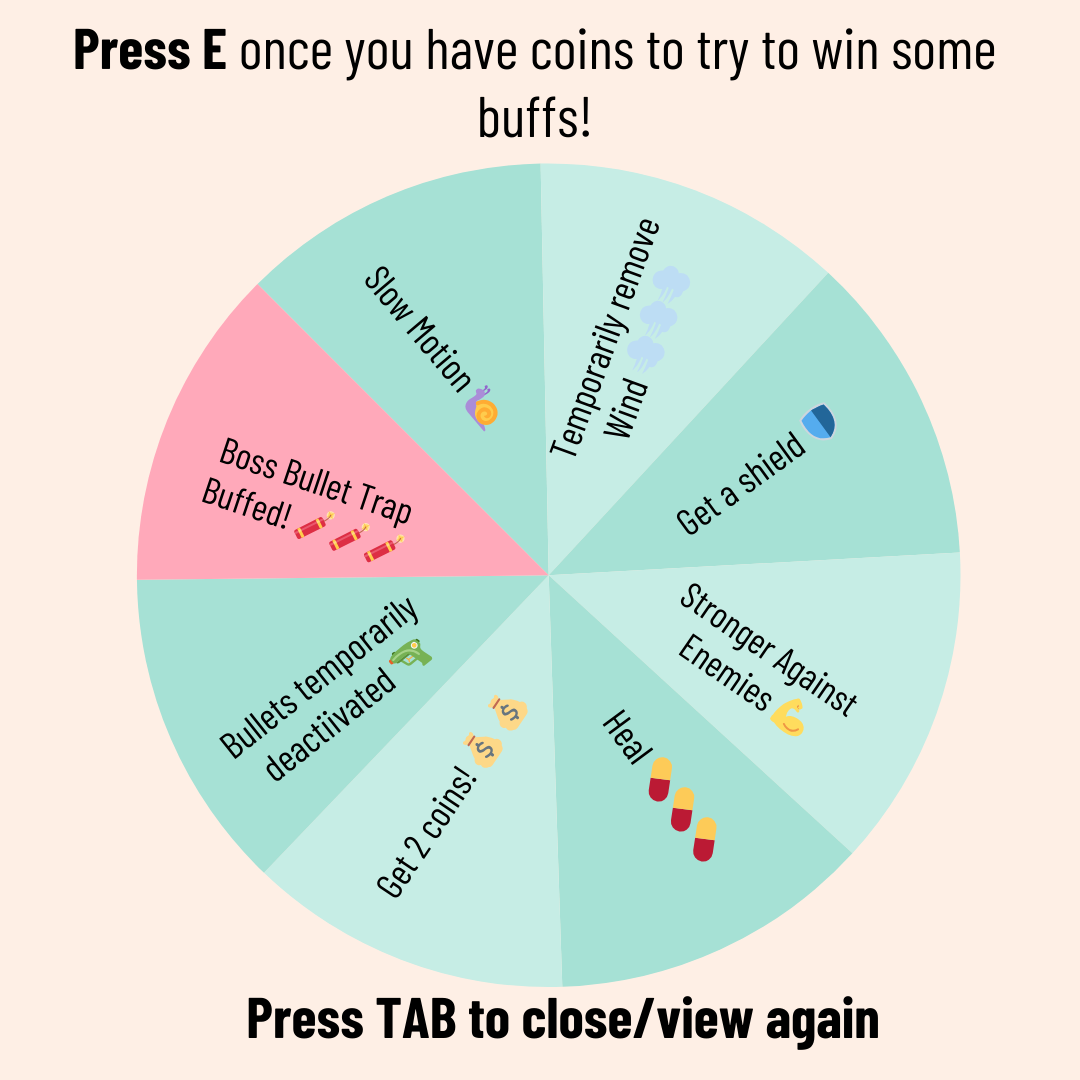 Press E once you have coins to try to win some
buffs!
Temporarily remove
Wind
Get a shield
Stronger Against
Enemies
Heal
Get 2 coins!
Bullets temporarily
deactiivated
Boss Bullet Trap
Buffed!
Slow Motion
Press TAB to close/view again